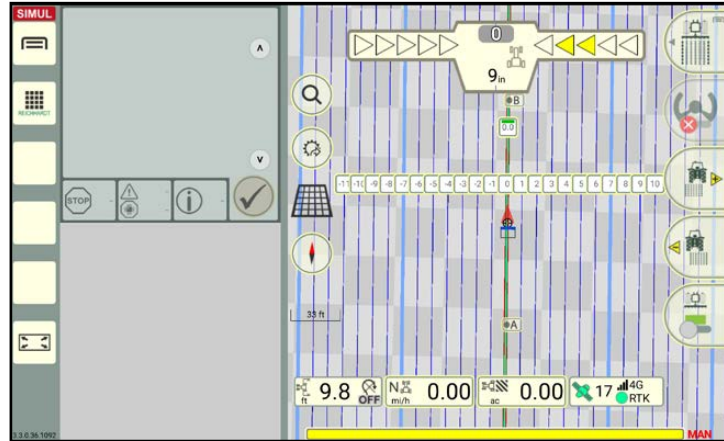 SIMUL
REICHHARDT
STOP
0
9in
B
0.0
-11 -10 -9 -8 -7 -6 -5 -4 -3 -2 -1 0 1 2 3 4 5 6 7 8 9 10
33 ft
A
ft 9.8 OFF
N mi/h 0.00
ac 0.00
17 4G
RTK
3.3.0.36.1092
MAN